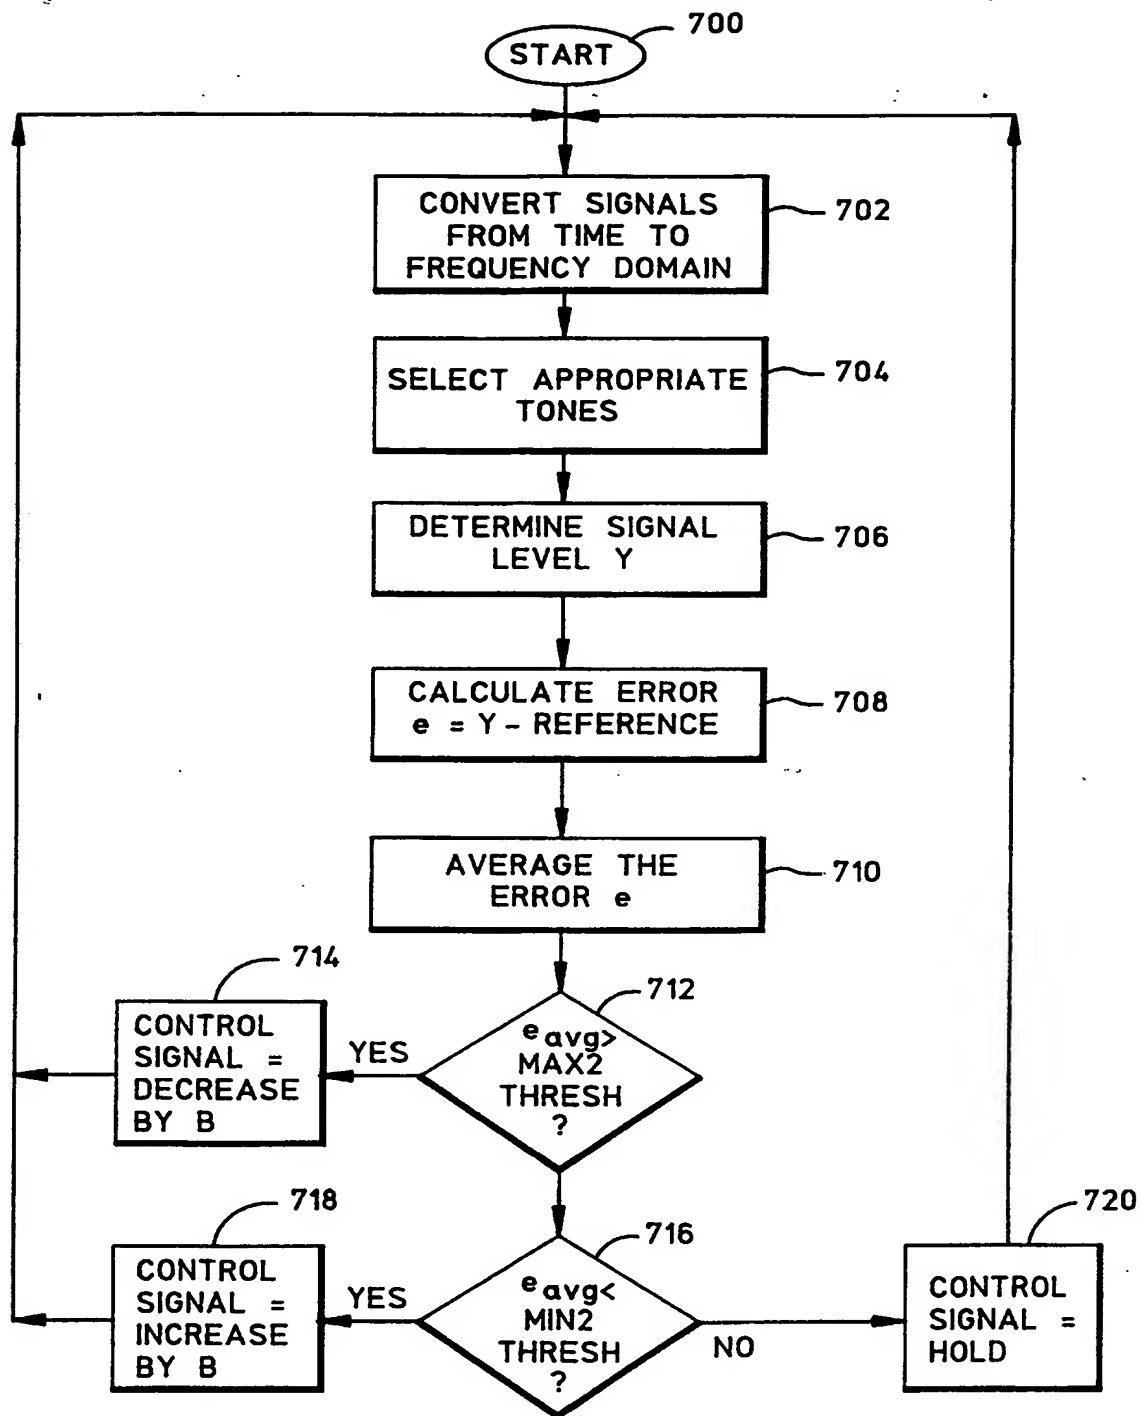 START
700
CONVERT SIGNALS
FROM TIME TO
FREQUENCY DOMAIN
702
SELECT APPROPRIATE
TONES
704
DETERMINE SIGNAL
LEVEL Y
706
CALCULATE ERROR
e = Y - REFERENCE
708
AVERAGE THE
ERROR e
710
714
712
CONTROL
SIGNAL =
DECREASE
BY B
YES
e avg>
MAX2
THRESH
?
718
716
720
CONTROL
SIGNAL =
INCREASE
BY B
YES
e avg<
MIN2
THRESH
?
NO
CONTROL
SIGNAL =
HOLD